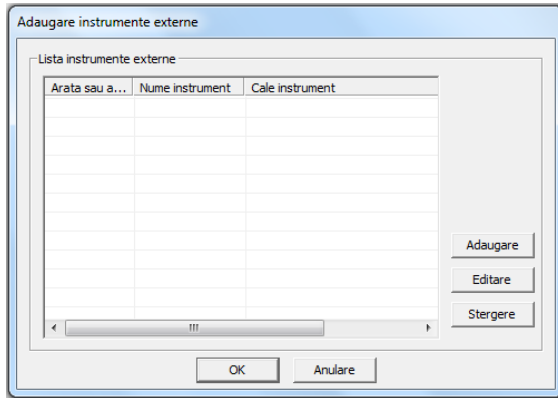 Adaugare instrumente externe
Lista instrumente externe
Arata sau a... Nume instrument Cale instrument
Adaugare
Editare
Stergere
OK Anulare